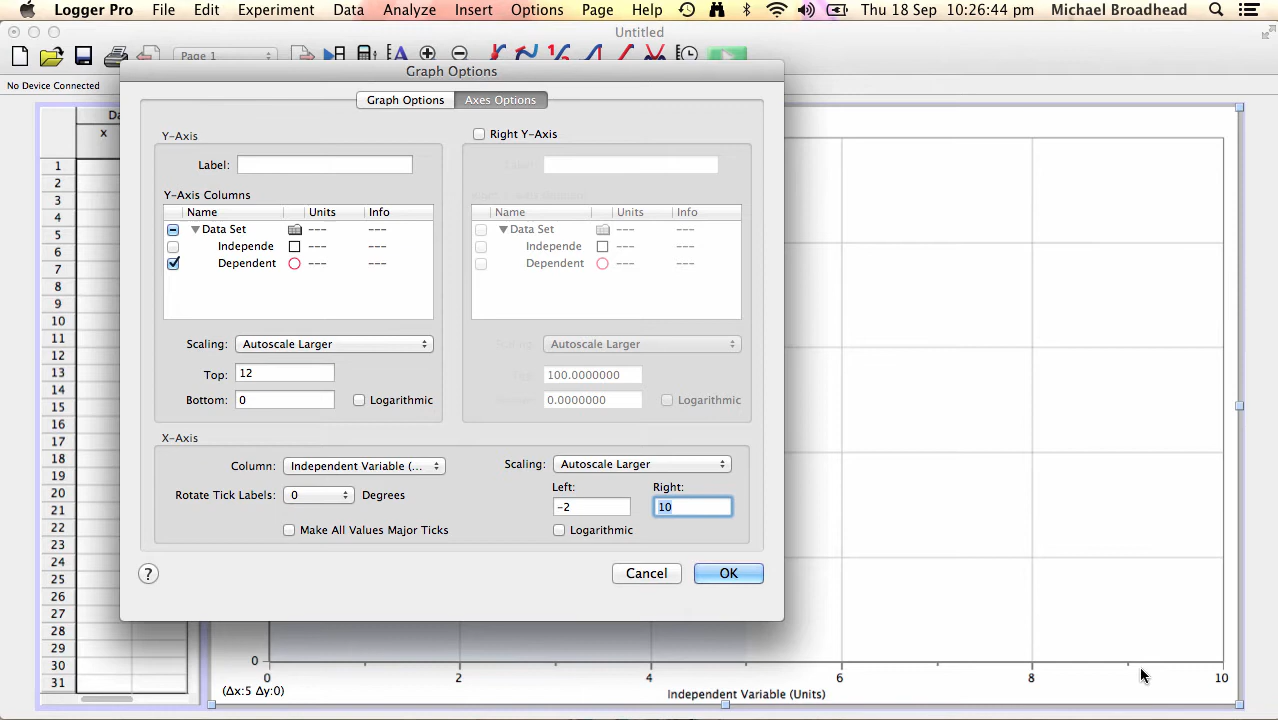 Logger Pro File Edit Experiment Data Analyze Insert Options Page Help Thu 18 Sep 10:26:44 pm Michael Broadhead
Untitled
Page 1
No Device Connected
Graph Options
Graph Options Axes Options
Y-Axis
Right Y-Axis
Label:
Y-Axis Columns
Name Units Info
Name Units Info
Data Set --- ---
Data Set --- ---
Independe --- ---
Independe --- ---
Dependent --- ---
Dependent --- ---
Scaling: Autoscale Larger
Autoscale Larger
Top: 12
100.0000000
Bottom: 0 Logarithmic
0.0000000 Logarithmic
X-Axis
Column: Independent Variable (...
Scaling: Autoscale Larger
Left: Right:
Rotate Tick Labels: 0 Degrees
-2 10
Make All Values Major Ticks
Logarithmic
? Cancel OK
x
1
2
3
4
5
6
7
8
9
10
11
12
13
14
15
16
17
18
19
20
21
22
23
24
25
26
27
28
29
30
31
0
0 2 4 6 8 10
(Δx:5 Δy:0)
Independent Variable (Units)